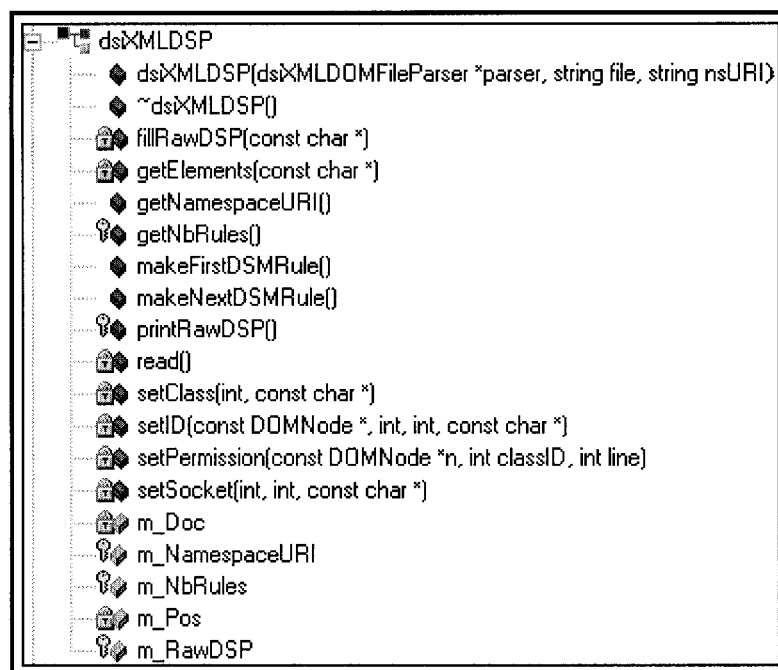 dsiXMLDSP
dsiXMLDSP(dsiXMLDOMFileParser *parser, string file, string nsURI)
~dsiXMLDSP()
fillRawDSP(const char *)
getElements(const char *)
getNamespaceURI()
getNbRules()
makeFirstDSMRule()
makeNextDSMRule()
printRawDSP()
read()
setClass(int, const char *)
setID(const DOMNode *, int, int, const char *)
setPermission(const DOMNode *n, int classID, int line)
setSocket(int, int, const char *)
m_Doc
m_NamespaceURI
m_NbRules
m_Pos
m_RawDSP